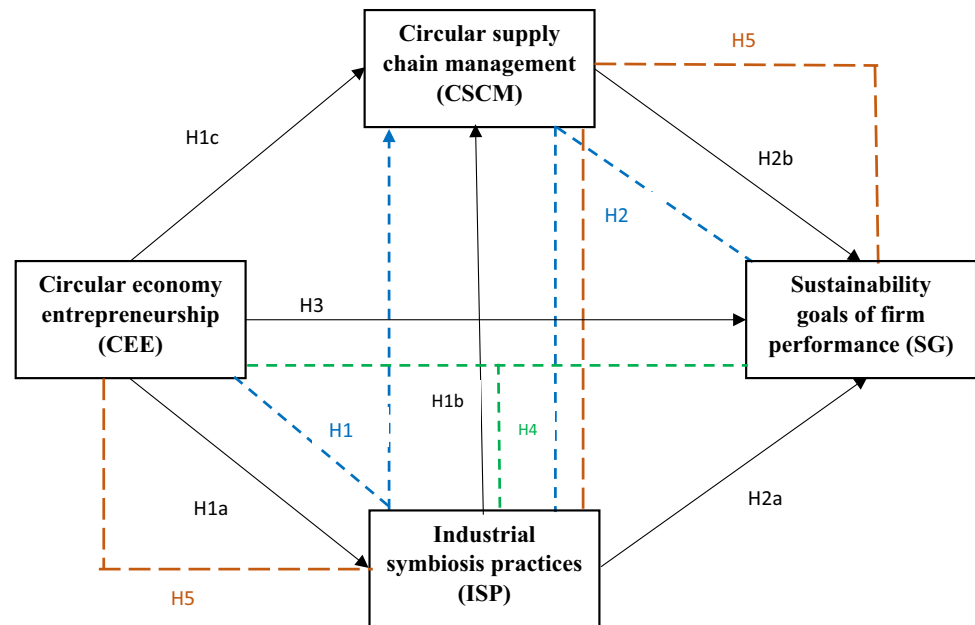 Circular supply
chain management
(CSCM)
H5
H1c
H2b
H2
Circular economy
entrepreneurship
(CEE)
H3
Sustainability
goals of firm
performance (SG)
H1
H1b
H4
H1a
H2a
Industrial
symbiosis practices
(ISP)
H5